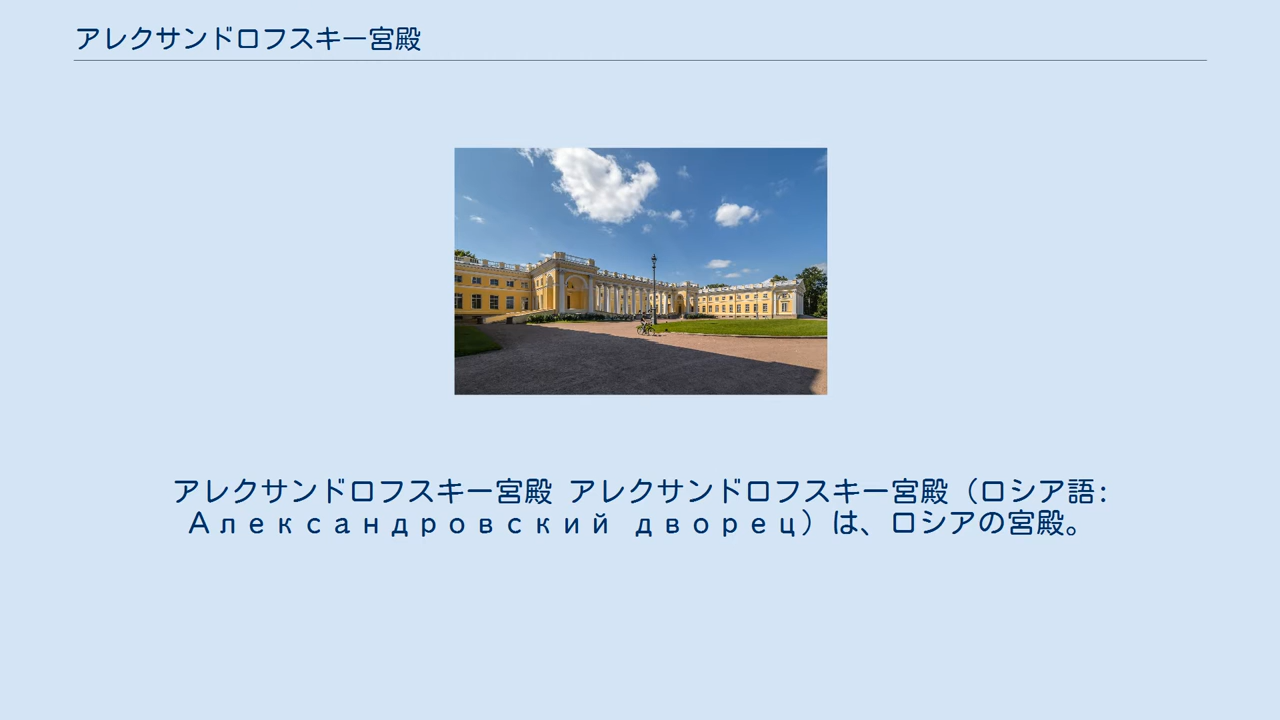 アレクサンドロフスキー宮殿
アレクサンドロフスキー宮殿 アレクサンドロフスキー宮殿（ロシア語:
Александровский дворец）は、ロシアの宮殿。